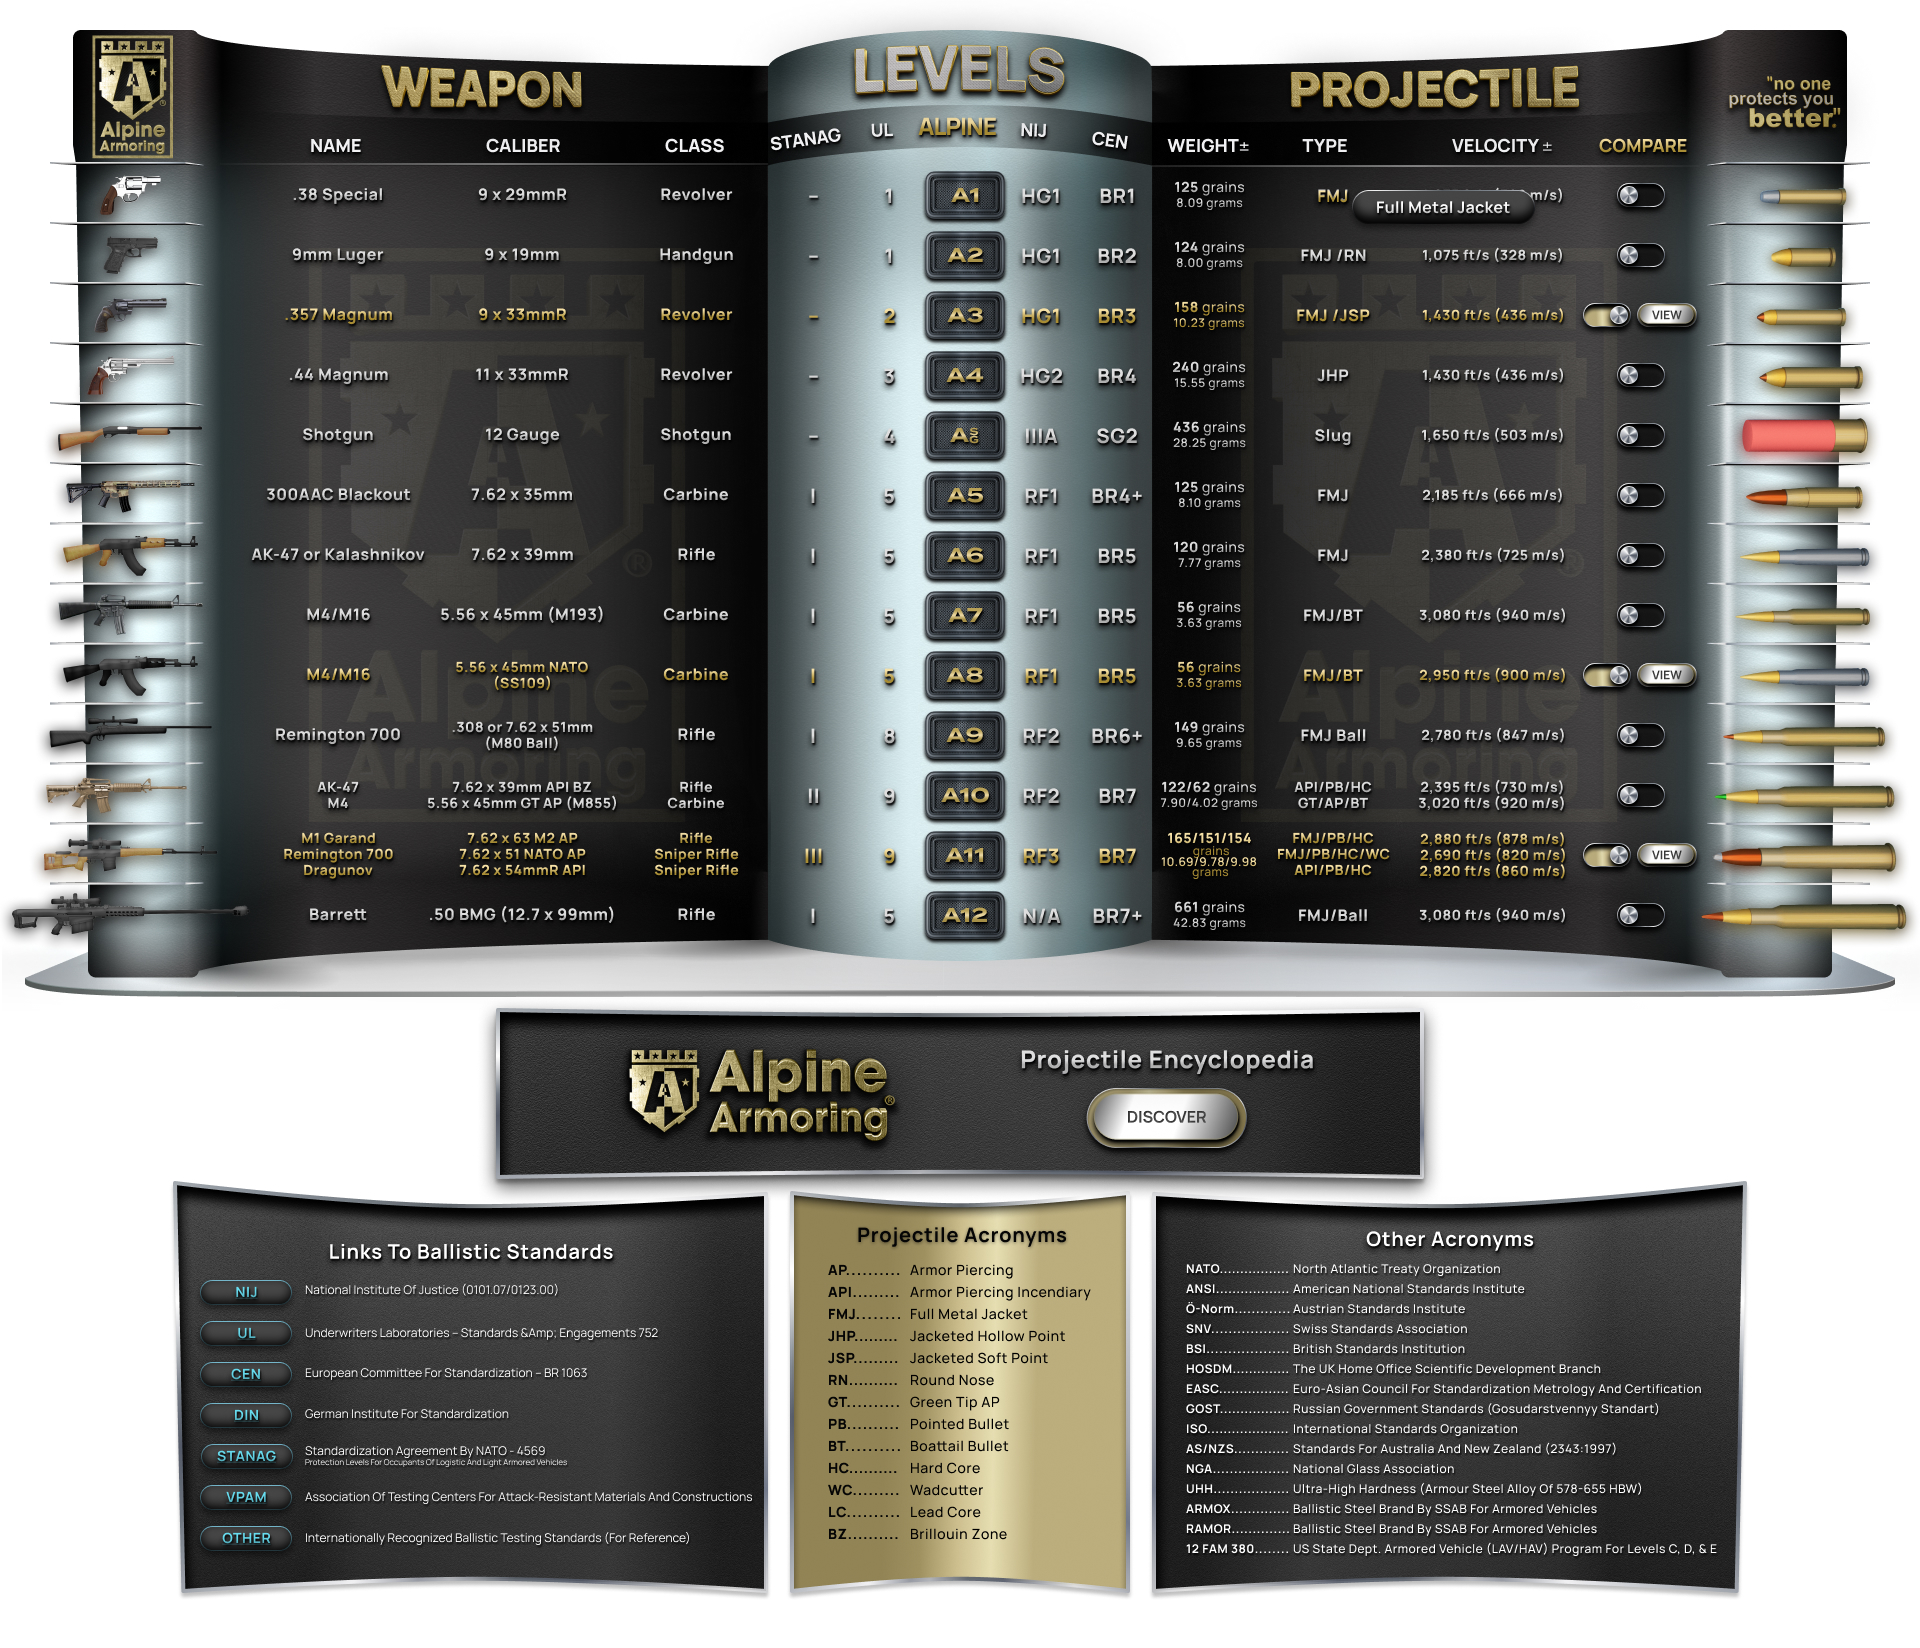 Alpine
Armoring
WEAPON
LEVELS
PROJECTILE
"no one
protects you
better."
NAME CALIBER CLASS STANAG UL ALPINE NIJ CEN WEIGHT± TYPE VELOCITY ± COMPARE
.38 Special 9 x 29mmR Revolver – 1 A1 HG1 BR1 125 grains FMJ m/s)
8.09 grams
Full Metal Jacket
9mm Luger 9 x 19mm Handgun – 1 A2 HG1 BR2 124 grains FMJ /RN 1,075 ft/s (328 m/s)
8.00 grams
.357 Magnum 9 x 33mmR Revolver – 2 A3 HG1 BR3 158 grains FMJ /JSP 1,430 ft/s (436 m/s) VIEW
10.23 grams
.44 Magnum 11 x 33mmR Revolver – 3 A4 HG2 BR4 240 grains JHP 1,430 ft/s (436 m/s)
15.55 grams
Shotgun 12 Gauge Shotgun – 4 ASG IIIA SG2 436 grains Slug 1,650 ft/s (503 m/s)
28.25 grams
300AAC Blackout 7.62 x 35mm Carbine I 5 A5 RF1 BR4+ 125 grains FMJ 2,185 ft/s (666 m/s)
8.10 grams
AK-47 or Kalashnikov 7.62 x 39mm Rifle I 5 A6 RF1 BR5 120 grains FMJ 2,380 ft/s (725 m/s)
7.77 grams
M4/M16 5.56 x 45mm (M193) Carbine I 5 A7 RF1 BR5 56 grains FMJ/BT 3,080 ft/s (940 m/s)
3.63 grams
M4/M16 5.56 x 45mm NATO Carbine I 5 A8 RF1 BR5 56 grains FMJ/BT 2,950 ft/s (900 m/s) VIEW
(SS109) 3.63 grams
Remington 700 .308 or 7.62 x 51mm Rifle I 8 A9 RF2 BR6+ 149 grains FMJ Ball 2,780 ft/s (847 m/s)
(M80 Ball) 9.65 grams
AK-47 7.62 x 39mm API BZ Rifle II 9 A10 RF2 BR7 122/62 grains API/PB/HC 2,395 ft/s (730 m/s)
M4 5.56 x 45mm GT AP (M855) Carbine 7.90/4.02 grams GT/AP/BT 3,020 ft/s (920 m/s)
M1 Garand 7.62 x 63 M2 AP Rifle 165/151/154 FMJ/PB/HC 2,880 ft/s (878 m/s)
grains
Remington 700 7.62 x 51 NATO AP Sniper Rifle III 9 A11 RF3 BR7 10.69/9.78/9.98 FMJ/PB/HC/WC 2,690 ft/s (820 m/s) VIEW
Dragunov 7.62 x 54mmR API Sniper Rifle grams API/PB/HC 2,820 ft/s (860 m/s)
Barrett .50 BMG (12.7 x 99mm) Rifle I 5 A12 N/A BR7+ 661 grains FMJ/Ball 3,080 ft/s (940 m/s)
42.83 grams
Alpine
Armoring®
Projectile Encyclopedia
DISCOVER
Links To Ballistic Standards
NIJ National Institute Of Justice (0101.07/0123.00)
UL Underwriters Laboratories – Standards &Amp; Engagements 752
CEN European Committee For Standardization – BR 1063
DIN German Institute For Standardization
STANAG Standardization Agreement By NATO - 4569
Protection Levels For Occupants Of Logistic And Light Armored Vehicles
VPAM Association Of Testing Centers For Attack-Resistant Materials And Constructions
OTHER Internationally Recognized Ballistic Testing Standards (For Reference)
Projectile Acronyms
AP.......... Armor Piercing
API......... Armor Piercing Incendiary
FMJ........ Full Metal Jacket
JHP......... Jacketed Hollow Point
JSP......... Jacketed Soft Point
RN.......... Round Nose
GT.......... Green Tip AP
PB.......... Pointed Bullet
BT.......... Boattail Bullet
HC.......... Hard Core
WC......... Wadcutter
LC.......... Lead Core
BZ.......... Brillouin Zone
Other Acronyms
NATO................ North Atlantic Treaty Organization
ANSI................. American National Standards Institute
Ö-Norm............ Austrian Standards Institute
SNV.................. Swiss Standards Association
BSI................... British Standards Institution
HOSDM............. The UK Home Office Scientific Development Branch
EASC................ Euro-Asian Council For Standardization Metrology And Certification
GOST................ Russian Government Standards (Gosudarstvennyy Standart)
ISO................... International Standards Organization
AS/NZS............. Standards For Australia And New Zealand (2343:1997)
NGA.................. National Glass Association
UHH.................. Ultra-High Hardness (Armour Steel Alloy Of 578-655 HBW)
ARMOX.............. Ballistic Steel Brand By SSAB For Armored Vehicles
RAMOR.............. Ballistic Steel Brand By SSAB For Armored Vehicles
12 FAM 380........ US State Dept. Armored Vehicle (LAV/HAV) Program For Levels C, D, & E